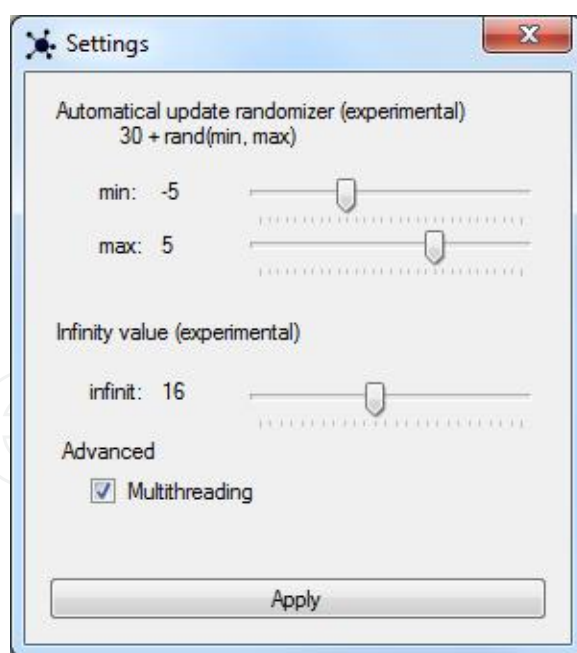 Settings
Automatical update randomizer (experimental)
30 + rand(min, max)
min: -5
max: 5
Infinity value (experimental)
infinit: 16
Advanced
Multithreading
Apply